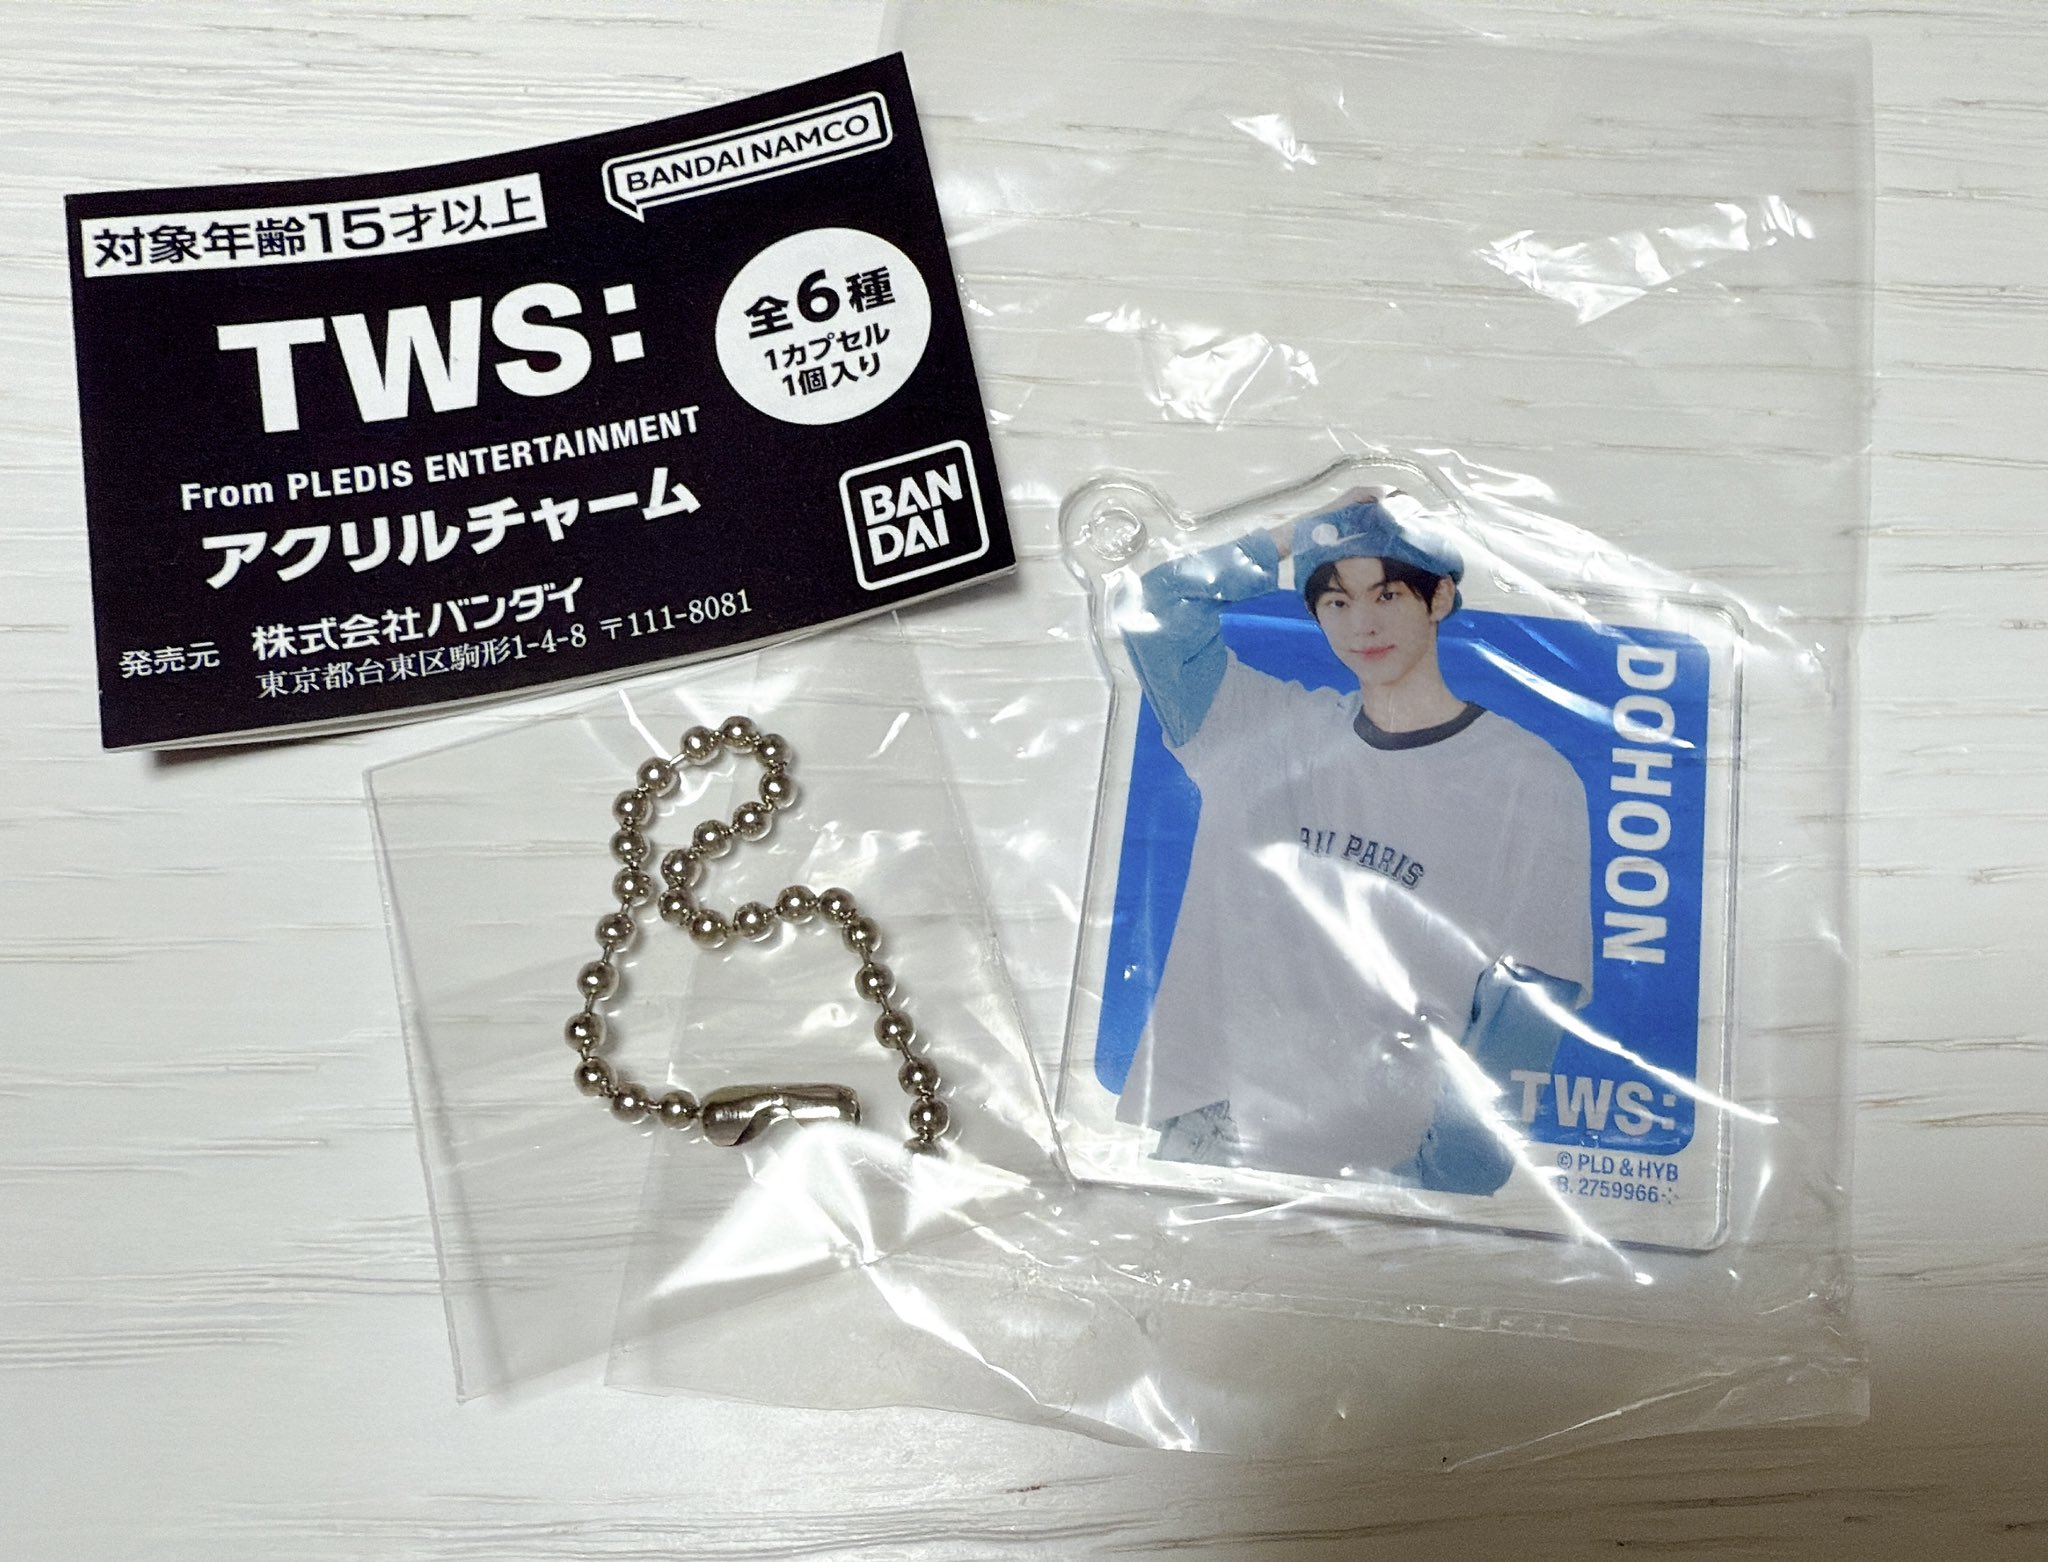 BANDAI NAMCO
対象年齢15才以上
TWS:
全6種
1カプセル
1個入り
From PLEDIS ENTERTAINMENT
アクリルチャーム
BAN
DAI
発売元 株式会社バンダイ
東京都台東区駒形1-4-8 〒111-8081
DOHOON
PARIS
TWS:
© PLD & HYB
B. 2759966